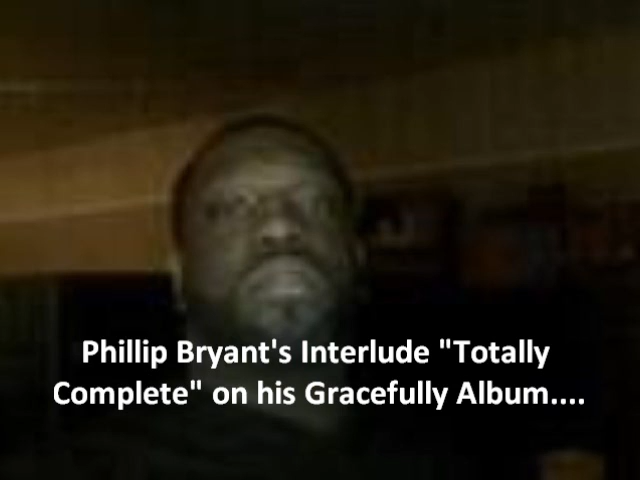 Phillip Bryant's Interlude "Totally
Complete" on his Gracefully Album....